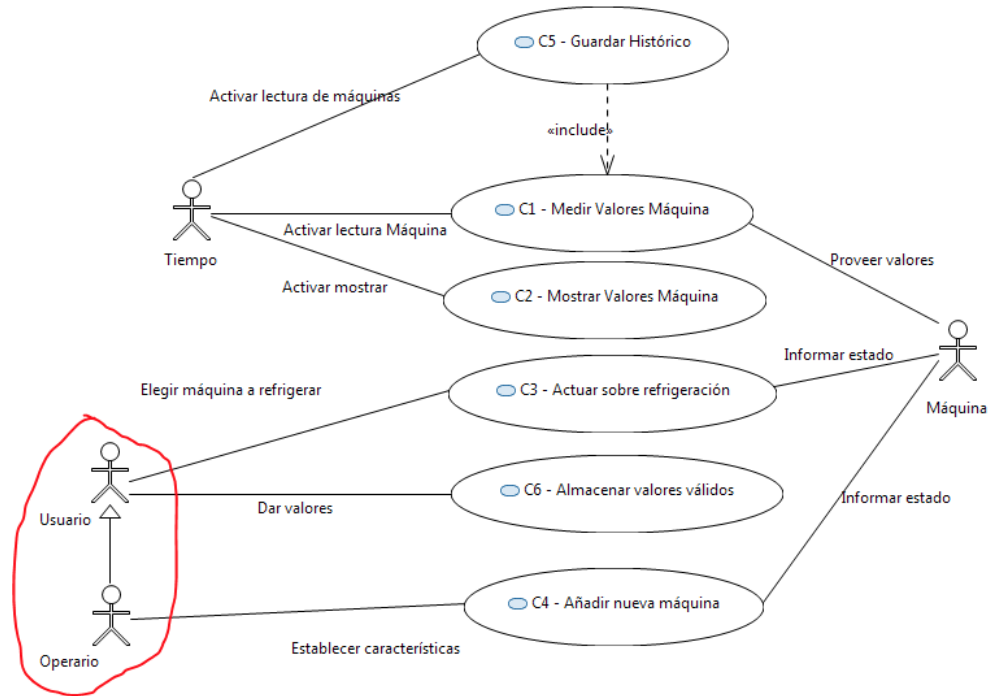 C5 - Guardar Histórico
Activar lectura de máquinas
«include»
C1 - Medir Valores Máquina
Activar lectura Máquina
Tiempo
Proveer valores
Activar mostrar
C2 - Mostrar Valores Máquina
Informar estado
Elegir máquina a refrigerar
C3 - Actuar sobre refrigeración
Máquina
C6 - Almacenar valores válidos
Informar estado
Dar valores
Usuario
C4 - Añadir nueva máquina
Establecer características
Operario